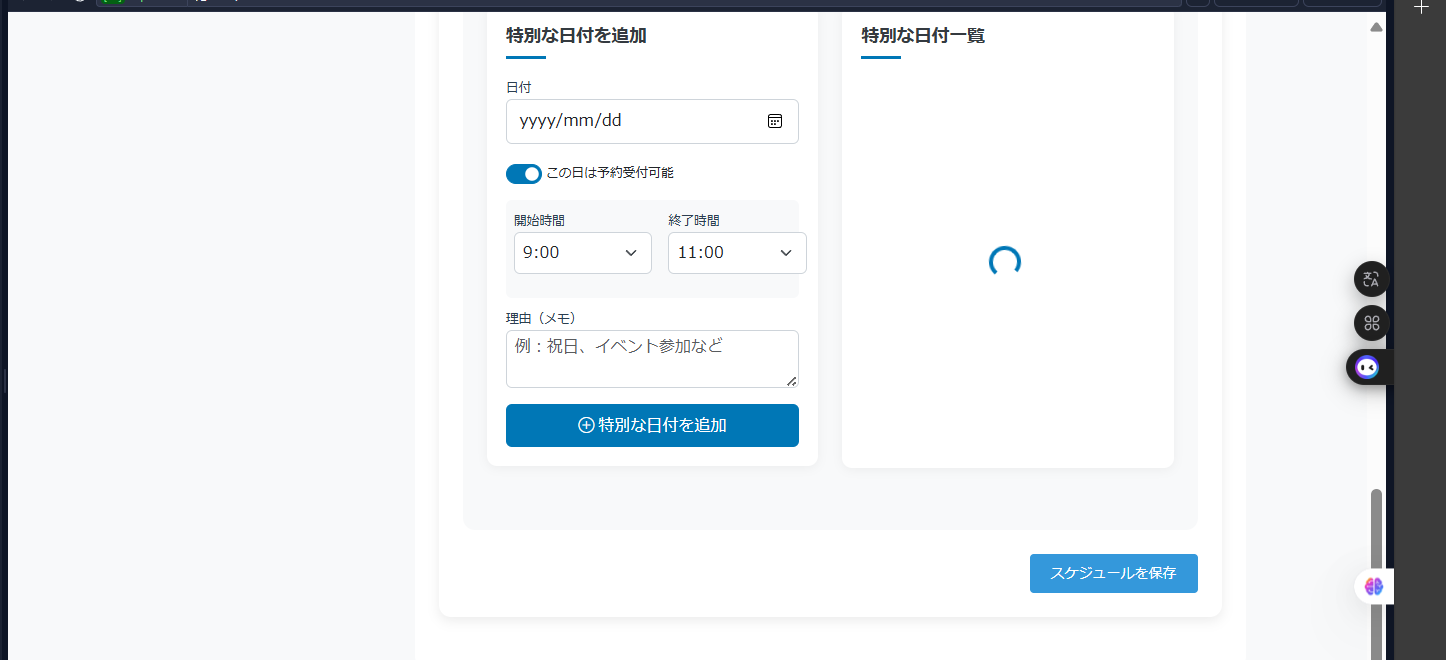 特別な日付を追加
日付
yyyy/mm/dd
この日は予約受付可能
開始時間 終了時間
9:00 11:00
理由（メモ）
例：祝日、イベント参加など
特別な日付を追加
特別な日付一覧
スケジュールを保存